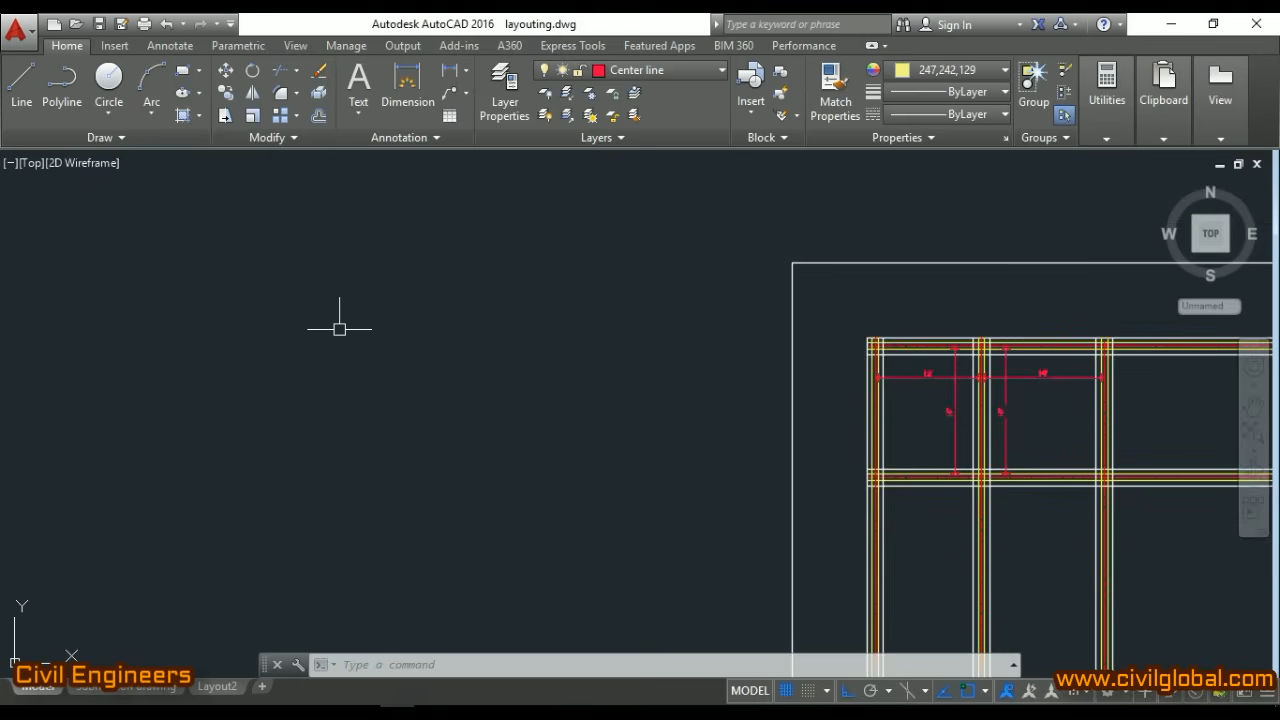 Autodesk AutoCAD 2016 layouting.dwg
Type a keyword or phrase
Sign In
Home Insert Annotate Parametric View Manage Output Add-ins A360 Express Tools Featured Apps BIM 360 Performance
Line Polyline Circle Arc
Text Dimension
Layer Properties
Center line
Insert
Match Properties
247,242,129
ByLayer
ByLayer
Group
Utilities
Clipboard
View
Draw Modify Annotation Layers Block Properties Groups
[−][Top][2D Wireframe]
N
W TOP E
S
Unnamed
Y
X
Type a command
Civil Engineers
www.civilglobal.com
Layout2
MODEL